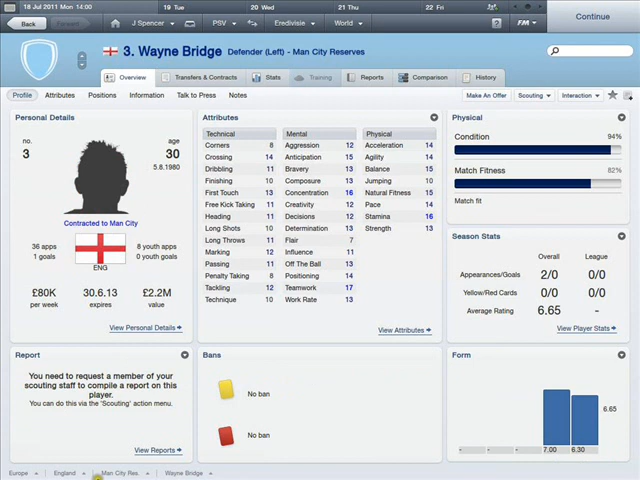 18 Jul 2011 Mon 14:00 19 Tue 20 Wed 21 Thu 22 Fri
Back Forward J Spencer PSV Eredivisie World ? FM Continue
3. Wayne Bridge Defender (Left) - Man City Reserves
Overview Transfers & Contracts Stats Training Reports Comparison History
Profile Attributes Positions Information Talk to Press Notes Make An Offer Scouting Interaction
Personal Details
no.
3
age
30
5.8.1980
Contracted to Man City
36 apps
1 goals
ENG
8 youth apps
0 youth goals
£80K
per week
30.6.13
expires
£2.2M
value
View Personal Details
Attributes
Technical Mental Physical
Corners 8 Aggression 12 Acceleration 14
Crossing 14 Anticipation 15 Agility 14
Dribbling 11 Bravery 13 Balance 15
Finishing 10 Composure 13 Jumping 10
First Touch 13 Concentration 16 Natural Fitness 15
Free Kick Taking 11 Creativity 12 Pace 14
Heading 11 Decisions 12 Stamina 16
Long Shots 10 Determination 13 Strength 13
Long Throws 11 Flair 7
Marking 12 Influence 11
Passing 11 Off The Ball 13
Penalty Taking 8 Positioning 14
Tackling 12 Teamwork 17
Technique 10 Work Rate 13
View Attributes
Physical
Condition 94%
Match Fitness 82%
Match fit
Season Stats
Overall League
Appearances/Goals 2/0 0/0
Yellow/Red Cards 0/0 0/0
Average Rating 6.65 -
View Player Stats
Report
You need to request a member of your
scouting staff to compile a report on this
player.
You can do this via the 'Scouting' action menu.
View Reports
Bans
No ban
No ban
Form
6.65
- - - 7.00 6.30
Europe England Man City Res. Wayne Bridge